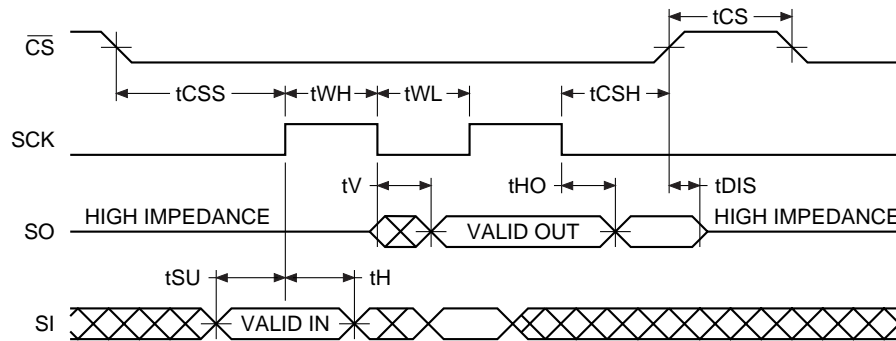 tCS
CS
tCSS
tWH
tWL
tCSH
SCK
tV
tHO
tDIS
HIGH IMPEDANCE
HIGH IMPEDANCE
SO
VALID OUT
tSU
tH
SI
VALID IN